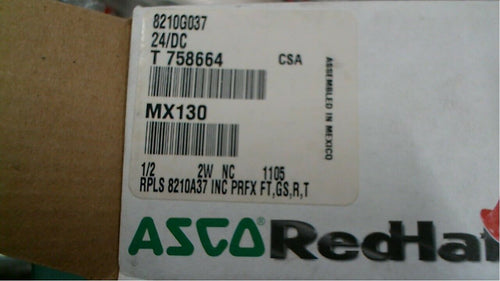 8210G037
24/DC
T 758664 CSA
MX130
ASSEMBLED IN MEXICO
1/2 2W NC 1105
RPLS 8210A37 INC PRFX FT,GS,R,T
ASCO® RedHat